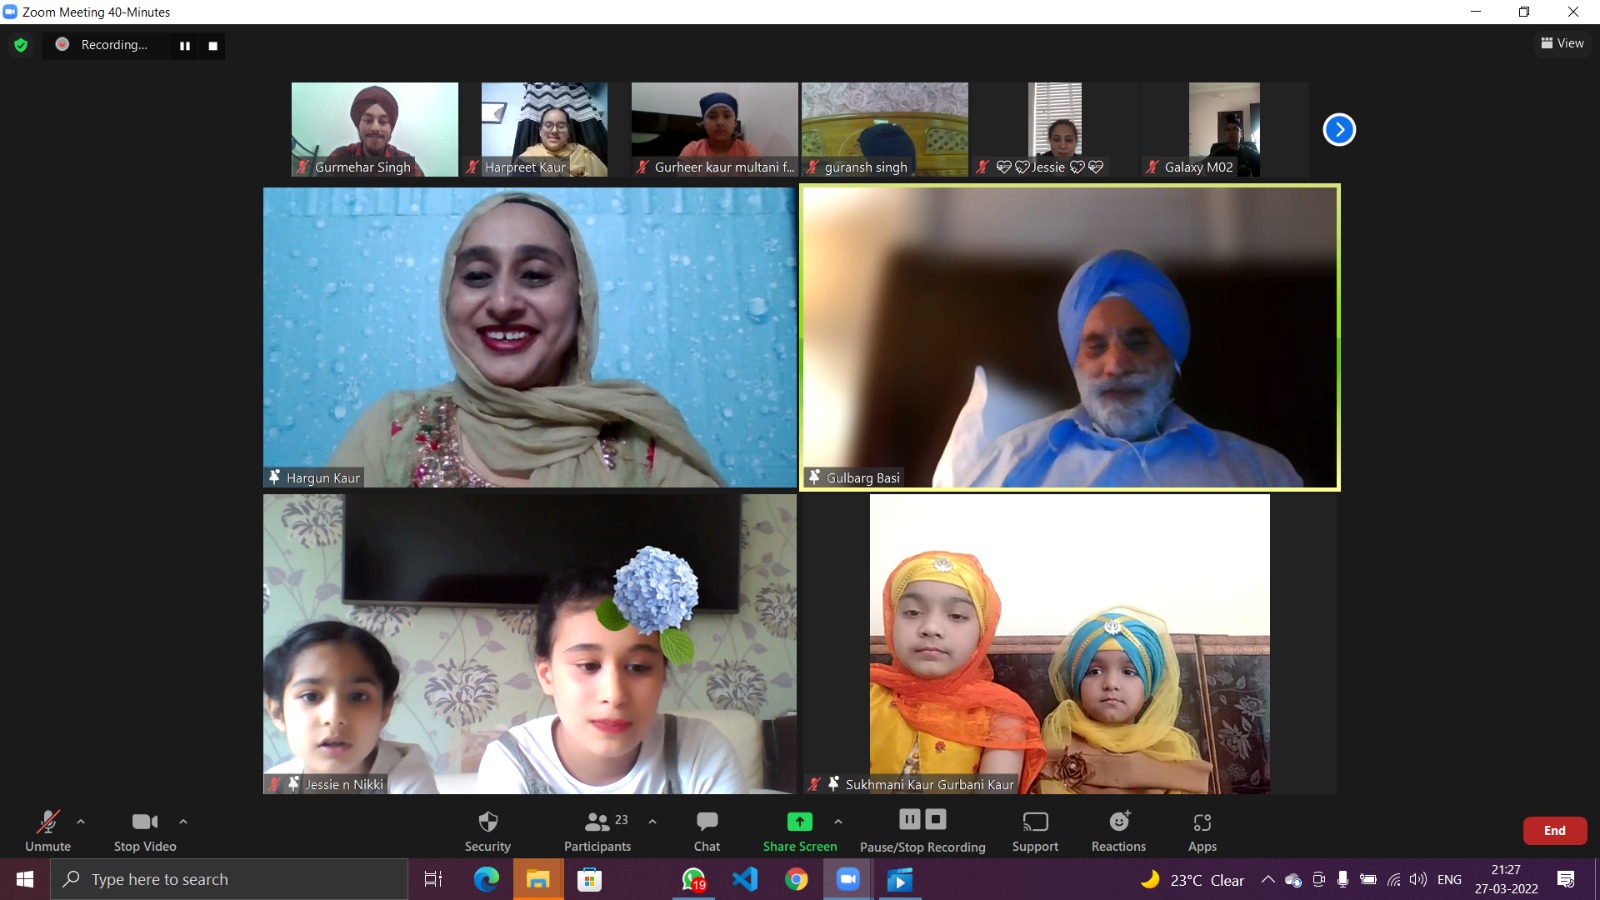 Zoom Meeting 40-Minutes
Recording...
View
Gurmehar Singh
Harpreet Kaur
Gurheer kaur multani f...
guransh singh
Jessie
Galaxy M02
Hargun Kaur
Gulbarg Basi
Jessie n Nikki
Sukhmani Kaur Gurbani Kaur
Unmute
Stop Video
Security
Participants
23
Chat
Share Screen
Pause/Stop Recording
Support
Reactions
Apps
End
Type here to search
19
23°C Clear
ENG
21:27
27-03-2022